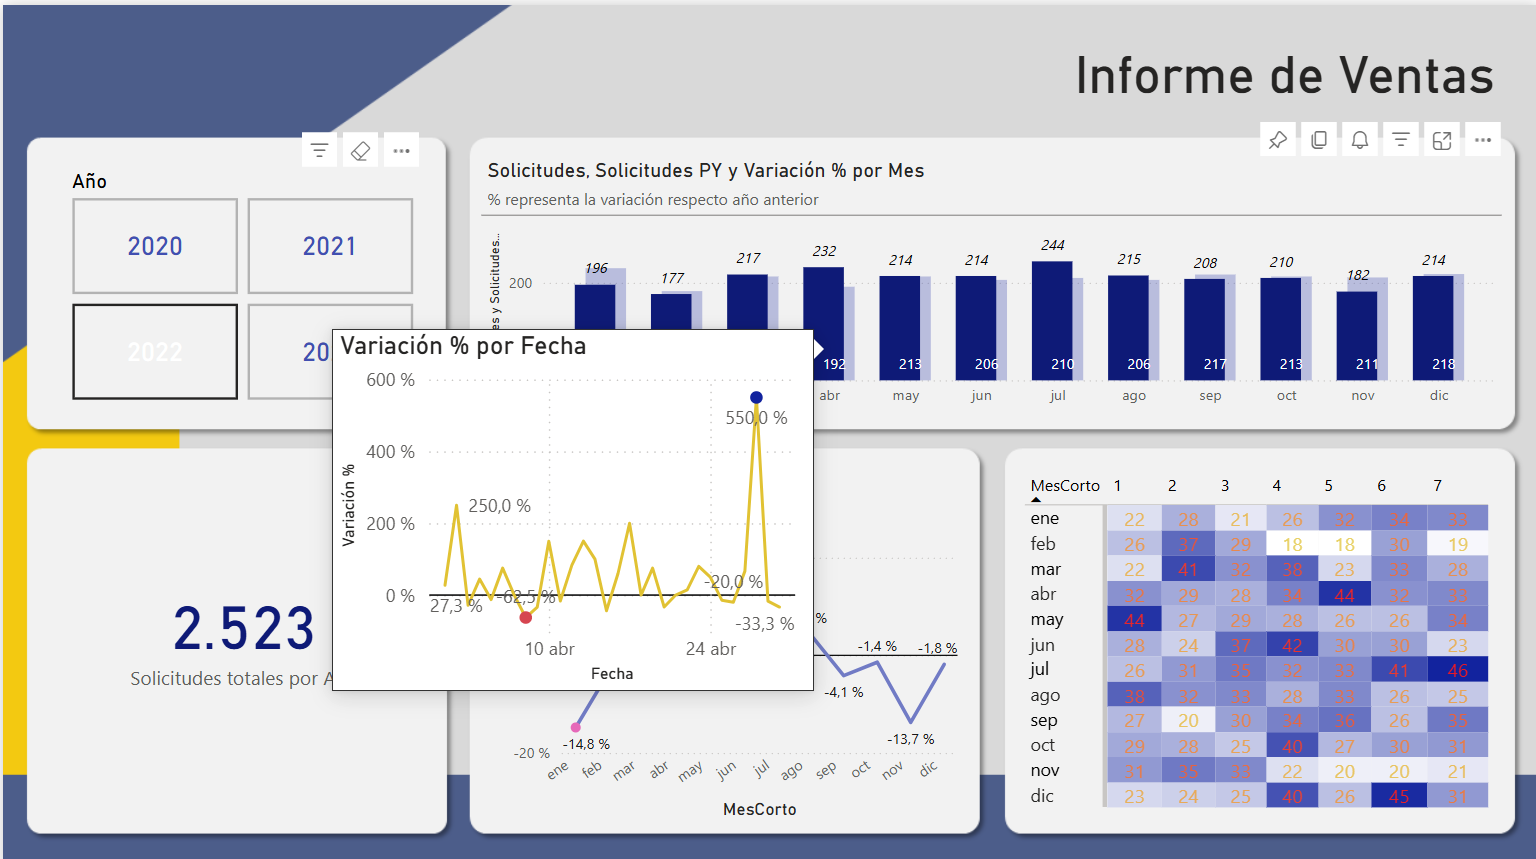 Informe de Ventas
Año
2020
2021
2022
20
Solicitudes, Solicitudes PY y Variación % por Mes
% representa la variación respecto año anterior
es y Solicitudes...
200
196
177
217
232
214
214
244
215
208
210
182
214
192
213
206
210
206
217
213
211
218
abr
may
jun
jul
ago
sep
oct
nov
dic
Variación % por Fecha
Variación %
600 %
400 %
200 %
0 %
250,0 %
550,0 %
27,3 %
-62,5 %
-20,0 %
-33,3 %
10 abr
24 abr
Fecha
2.523
Solicitudes totales por A
%
-1,4 %
-1,8 %
-4,1 %
-13,7 %
-14,8 %
-20 %
ene
feb
mar
abr
may
jun
jul
ago
sep
oct
nov
dic
MesCorto
MesCorto 1 2 3 4 5 6 7
ene 22 28 21 26 32 34 33
feb 26 37 29 18 18 30 19
mar 22 41 32 38 23 31 28
abr 32 29 28 34 44 32 33
may 44 27 29 28 26 26 34
jun 28 24 37 42 30 30 23
jul 26 31 35 32 33 41 46
ago 38 32 33 28 33 26 25
sep 27 20 30 34 36 26 35
oct 29 28 25 40 27 30 31
nov 31 35 33 22 20 20 21
dic 23 24 25 40 26 45 31